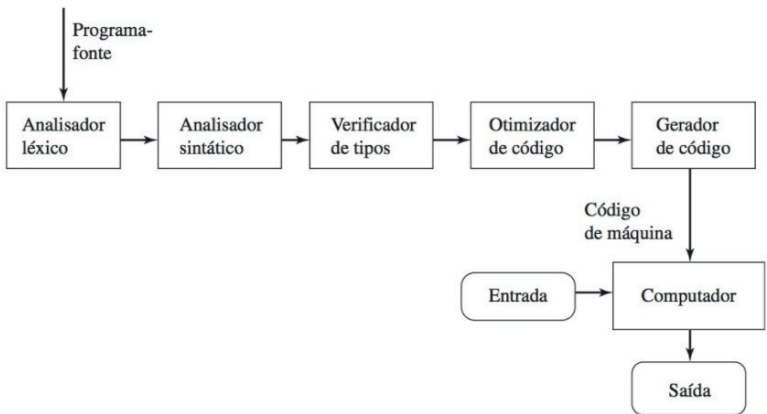 Programa-
fonte
Analisador
léxico
Analisador
sintático
Verificador
de tipos
Otimizador
de código
Gerador
de código
Código
de máquina
Entrada
Computador
Saída